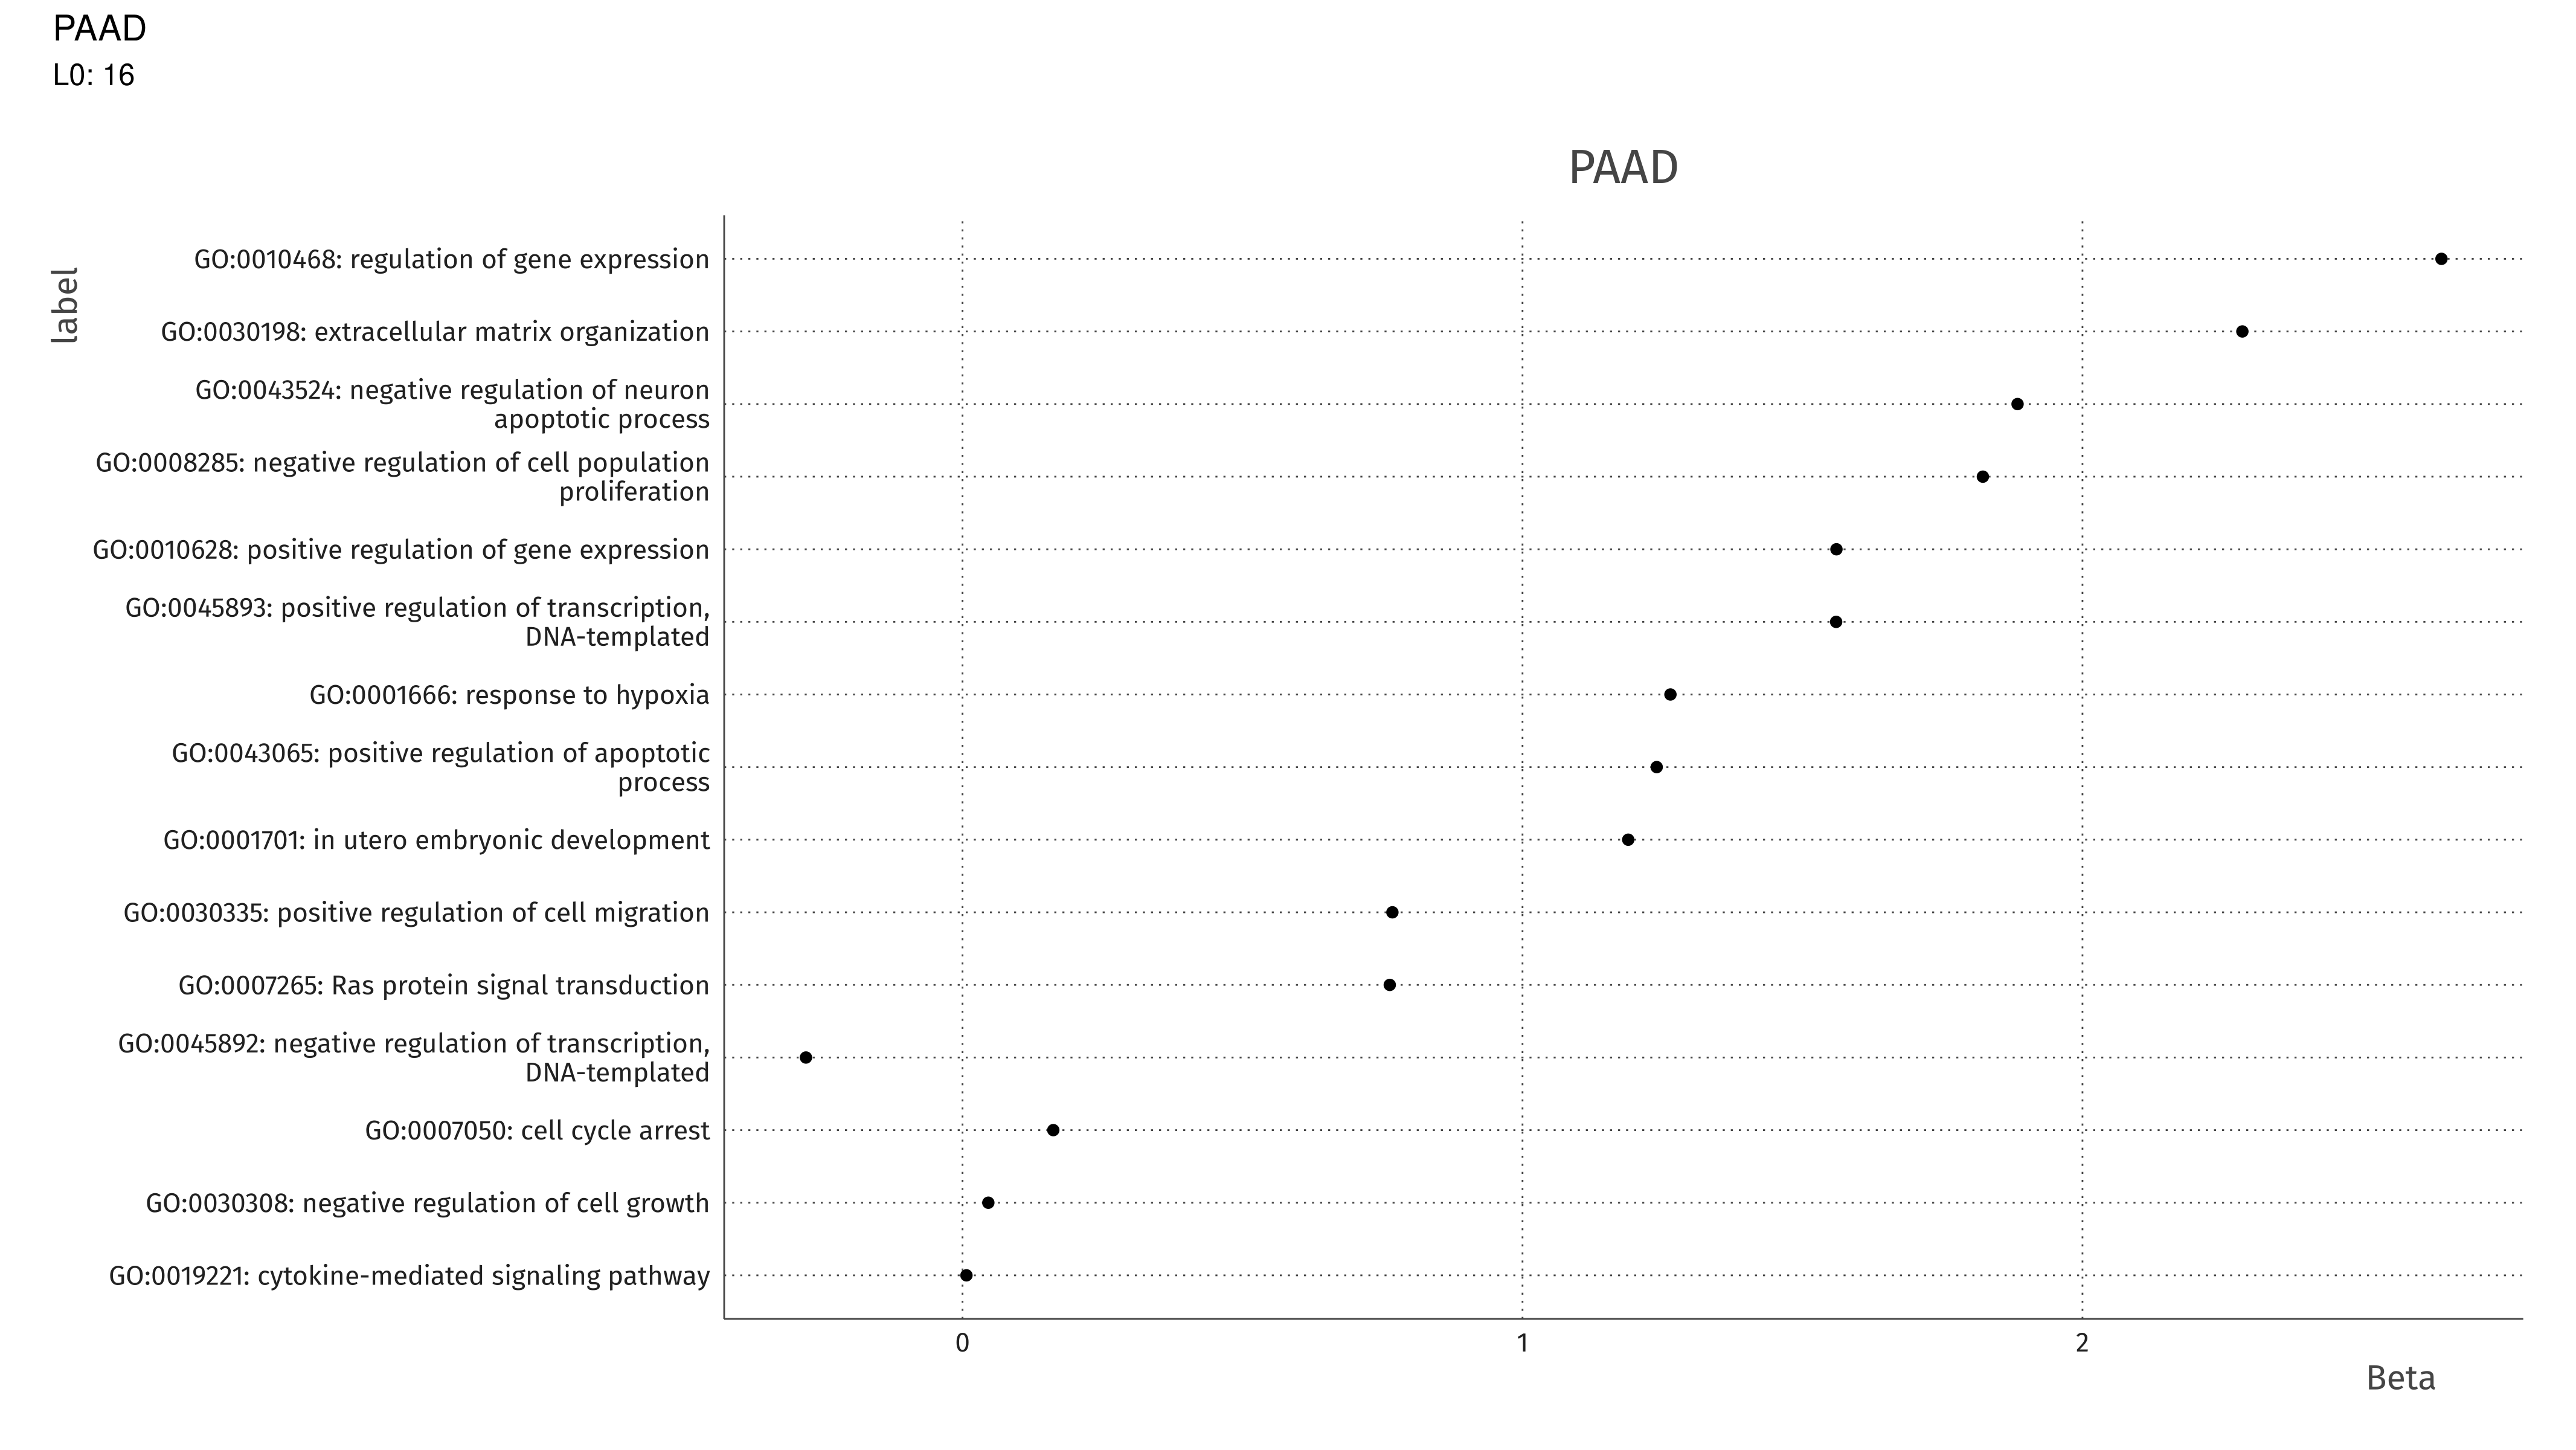 PAAD
L0: 16
PAAD
label
GO:0010468: regulation of gene expression
GO:0030198: extracellular matrix organization
GO:0043524: negative regulation of neuron
apoptotic process
GO:0008285: negative regulation of cell population
proliferation
GO:0010628: positive regulation of gene expression
GO:0045893: positive regulation of transcription,
DNA-templated
GO:0001666: response to hypoxia
GO:0043065: positive regulation of apoptotic
process
GO:0001701: in utero embryonic development
GO:0030335: positive regulation of cell migration
GO:0007265: Ras protein signal transduction
GO:0045892: negative regulation of transcription,
DNA-templated
GO:0007050: cell cycle arrest
GO:0030308: negative regulation of cell growth
GO:0019221: cytokine-mediated signaling pathway
0 1 2
Beta